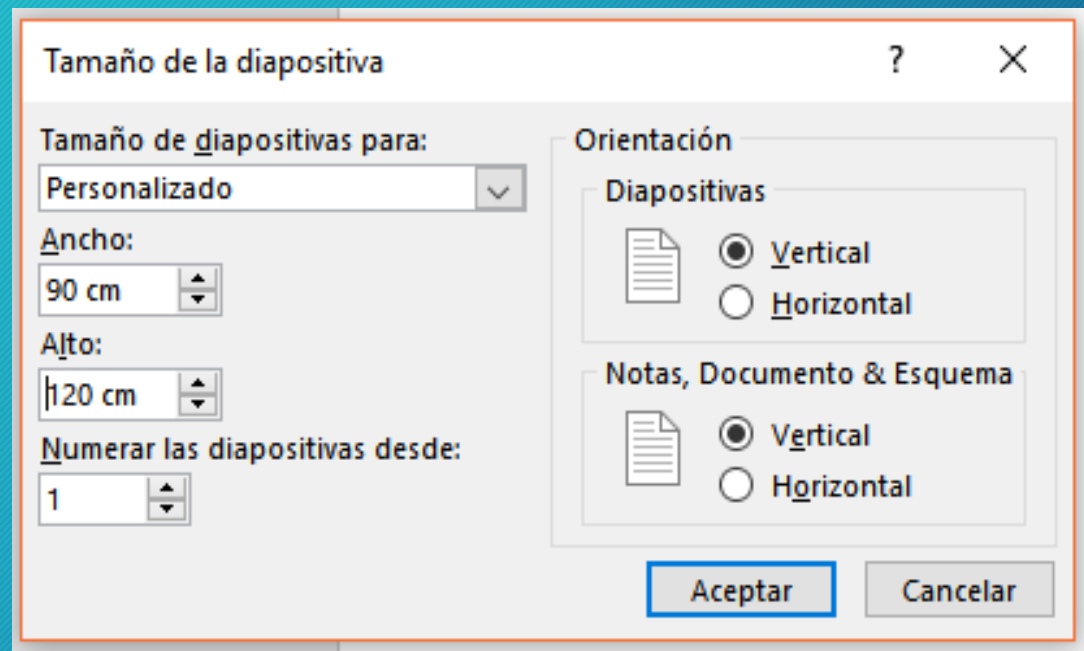 Tamaño de la diapositiva ?
Tamaño de diapositivas para:
Personalizado
Ancho:
90 cm
Alto:
120 cm
Numerar las diapositivas desde:
1
Orientación
Diapositivas
Vertical
Horizontal
Notas, Documento & Esquema
Vertical
Horizontal
Aceptar Cancelar